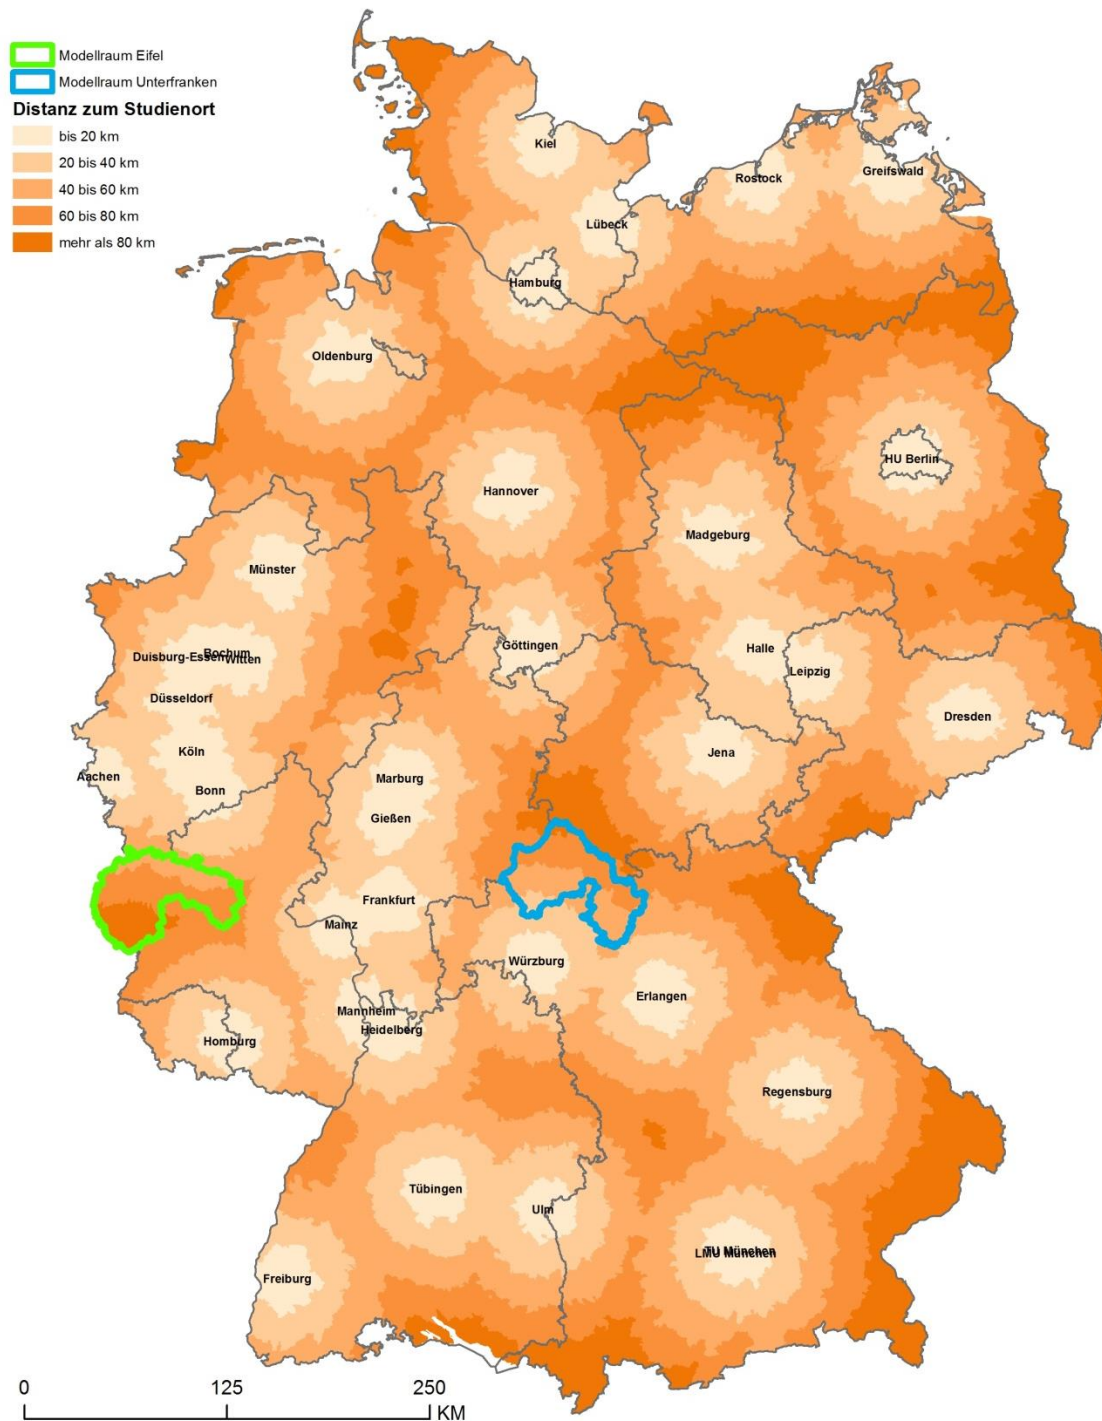 Modellraum Eifel
Modellraum Unterfranken
Distanz zum Studienort
bis 20 km
20 bis 40 km
40 bis 60 km
60 bis 80 km
mehr als 80 km
Kiel
Rostock
Greifswald
Lübeck
Hamburg
Oldenburg
HU Berlin
Hannover
Madgeburg
Münster
Göttingen
Halle
Bochum
Duisburg-Essen
Witten
Leipzig
Düsseldorf
Dresden
Köln
Jena
Aachen
Marburg
Bonn
Gießen
Frankfurt
Mainz
Würzburg
Erlangen
Mannheim
Heidelberg
Homburg
Regensburg
Tübingen
Ulm
TU München
LMU München
Freiburg
0 125 250
KM